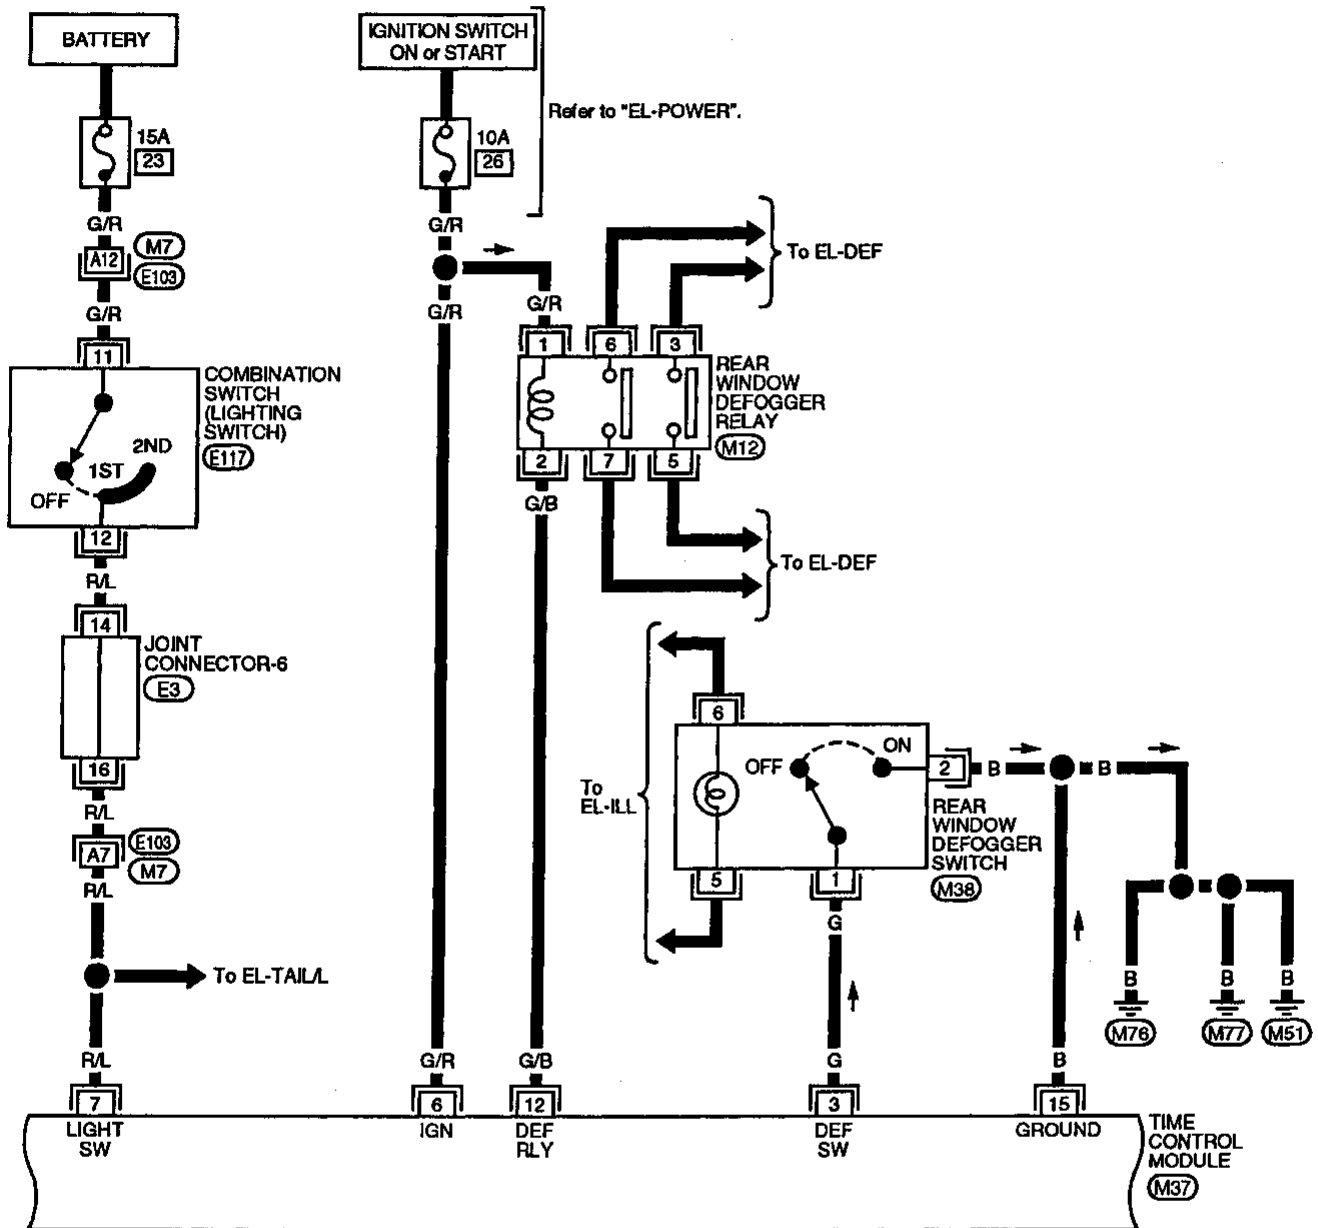 BATTERY
IGNITION SWITCH
ON or START
Refer to "EL-POWER".
15A
23
10A
26
G/R
G/R
A12
M7
E103
G/R
G/R
G/R
To EL-DEF
11
1
6
3
COMBINATION
SWITCH
(LIGHTING
SWITCH)
E117
2ND
1ST
OFF
REAR
WINDOW
DEFOGGER
RELAY
M12
2
7
5
G/B
12
R/L
To EL-DEF
14
JOINT
CONNECTOR-6
E3
16
R/L
A7
E103
M7
R/L
To
EL-ILL
6
OFF
ON
2
B
B
REAR
WINDOW
DEFOGGER
SWITCH
M38
5
1
G
To EL-TAIL/L
B
B
B
M76
M77
M51
R/L
G/R
G/B
G
B
7
6
12
3
15
LIGHT
SW
IGN
DEF
RLY
DEF
SW
GROUND
TIME
CONTROL
MODULE
M37